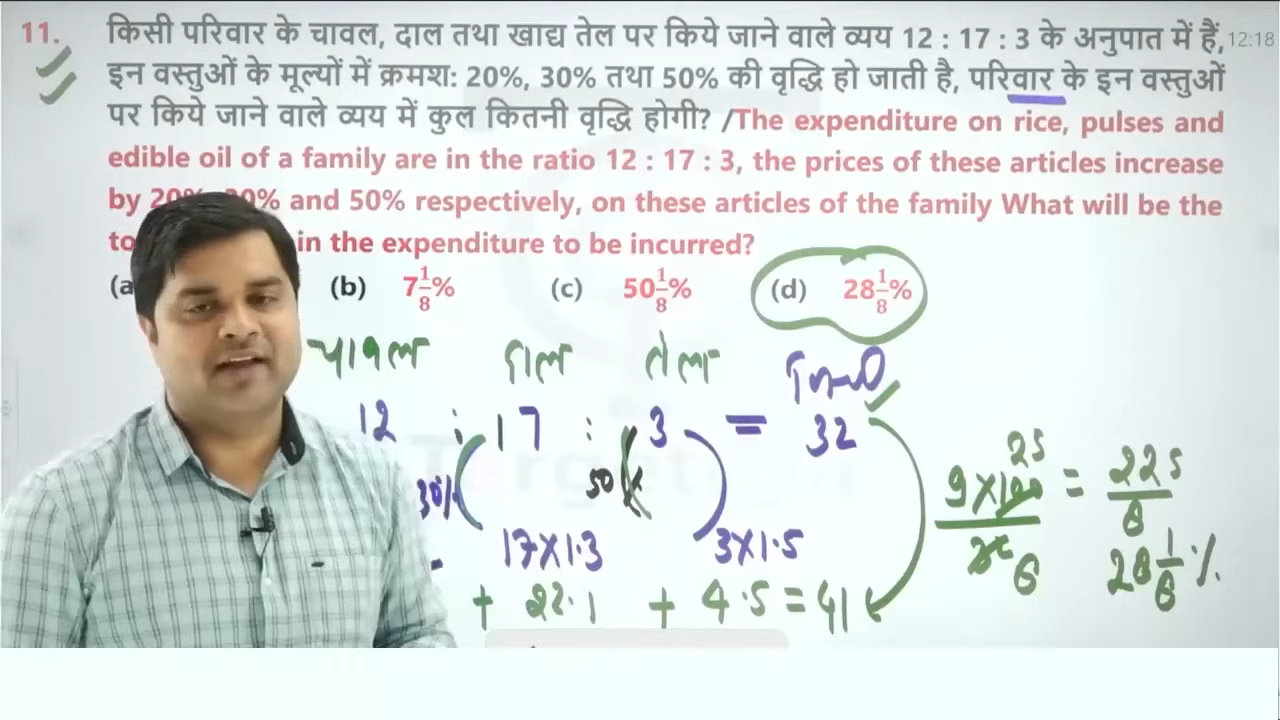 11. किसी परिवार के चावल, दाल तथा खाद्य तेल पर किये जाने वाले व्यय 12 : 17 : 3 के अनुपात में हैं, 12:18
इन वस्तुओं के मूल्यों में क्रमश: 20%, 30% तथा 50% की वृद्धि हो जाती है, परिवार के इन वस्तुओं
पर किये जाने वाले व्यय में कुल कितनी वृद्धि होगी? /The expenditure on rice, pulses and
edible oil of a family are in the ratio 12 : 17 : 3, the prices of these articles increase
by and 50% respectively, on these articles of the family What will be the
in the expenditure to be incurred?
(b) 7 1/8% (c) 50 1/8% (d) 28 1/8%
चावल दाल तेल Total
12 : 17 : 3 = 32
30% 50%
17×1.3 3×1.5
+ 22.1 + 4.5 = 41
25
9×100 = 225
8 8
28 1/8 %